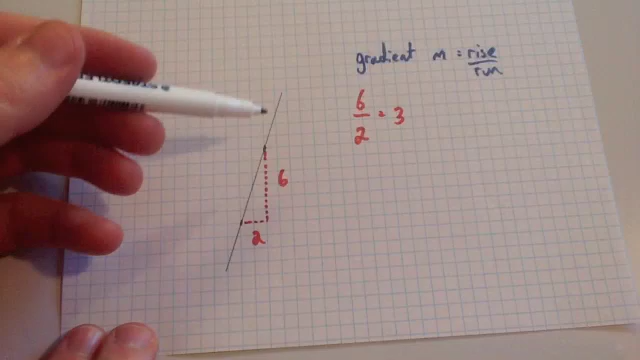 gradient m = rise
run
6
2
= 3
6
2